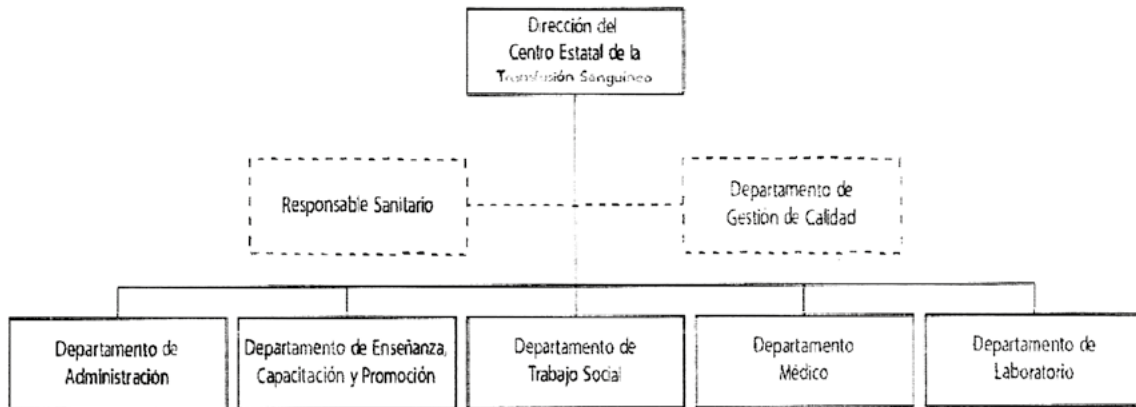 Dirección del
Centro Estatal de la
Transfusión Sanguínea
Responsable Sanitario
Departamento de
Gestión de Calidad
Departamento de
Administración
Departamento de Enseñanza,
Capacitación y Promoción
Departamento de
Trabajo Social
Departamento
Médico
Departamento de
Laboratorio